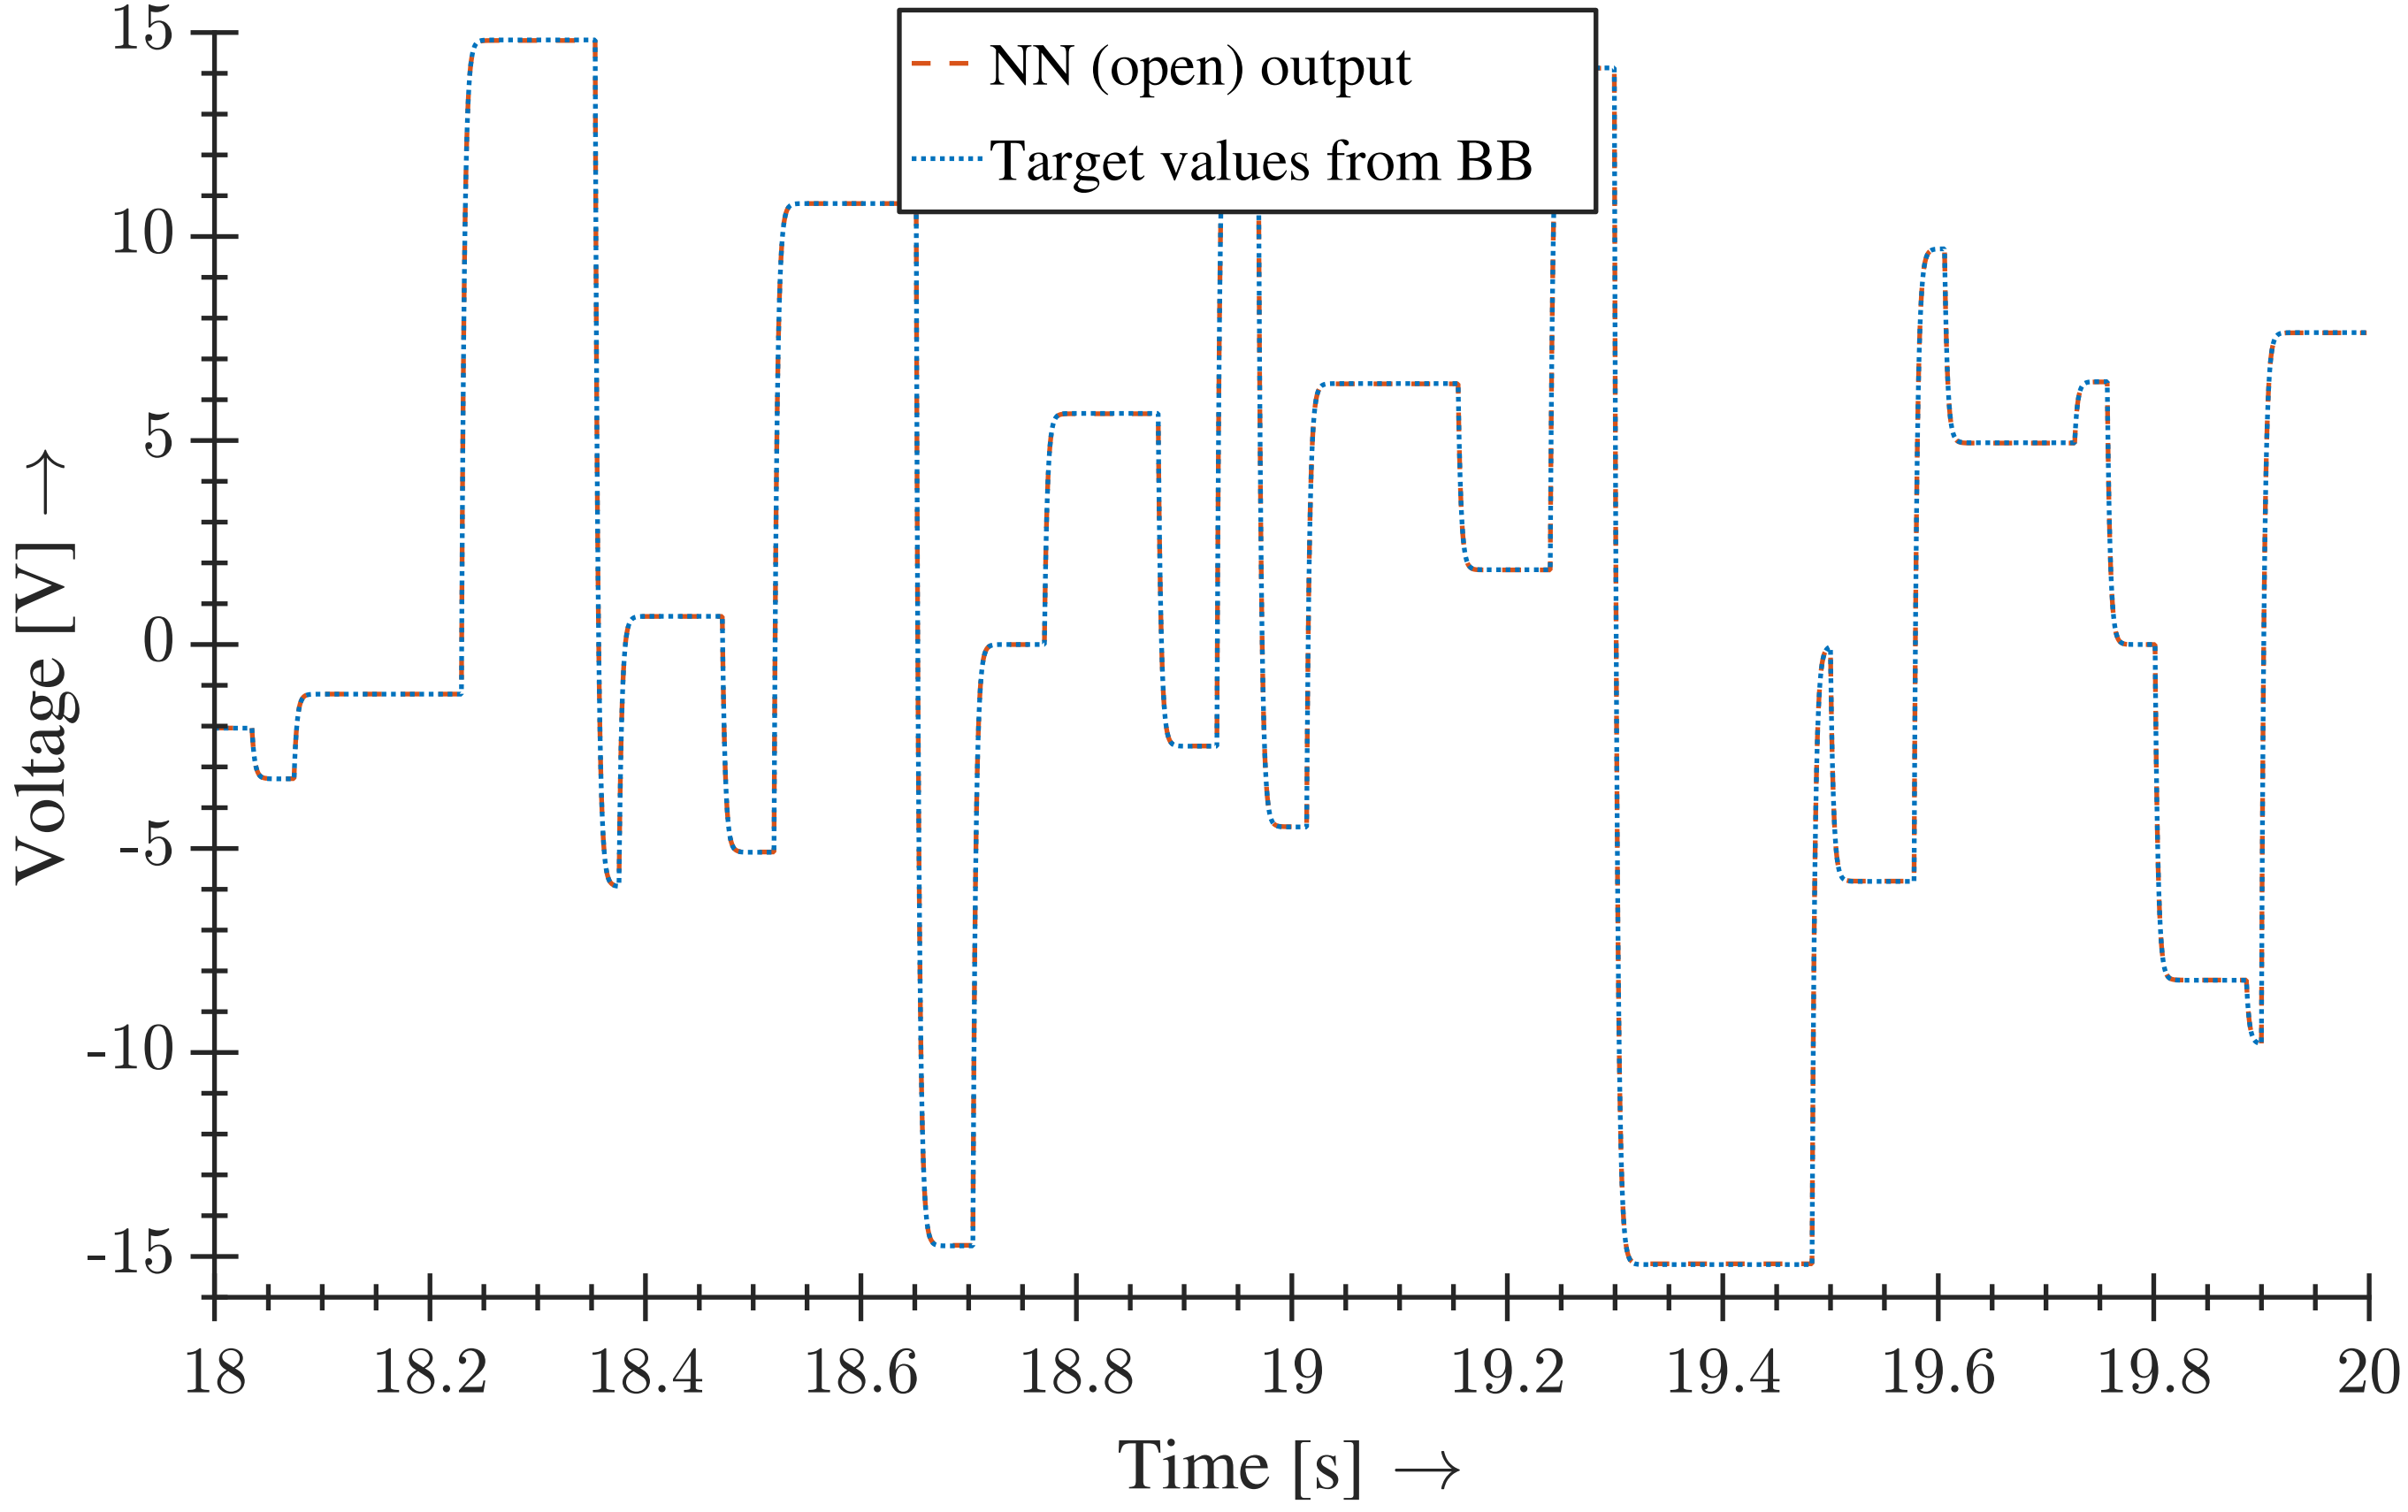 NN (open) output
Target values from BB
15
10
5
0
-5
-10
-15
Voltage [V] →
18 18.2 18.4 18.6 18.8 19 19.2 19.4 19.6 19.8 20
Time [s] →